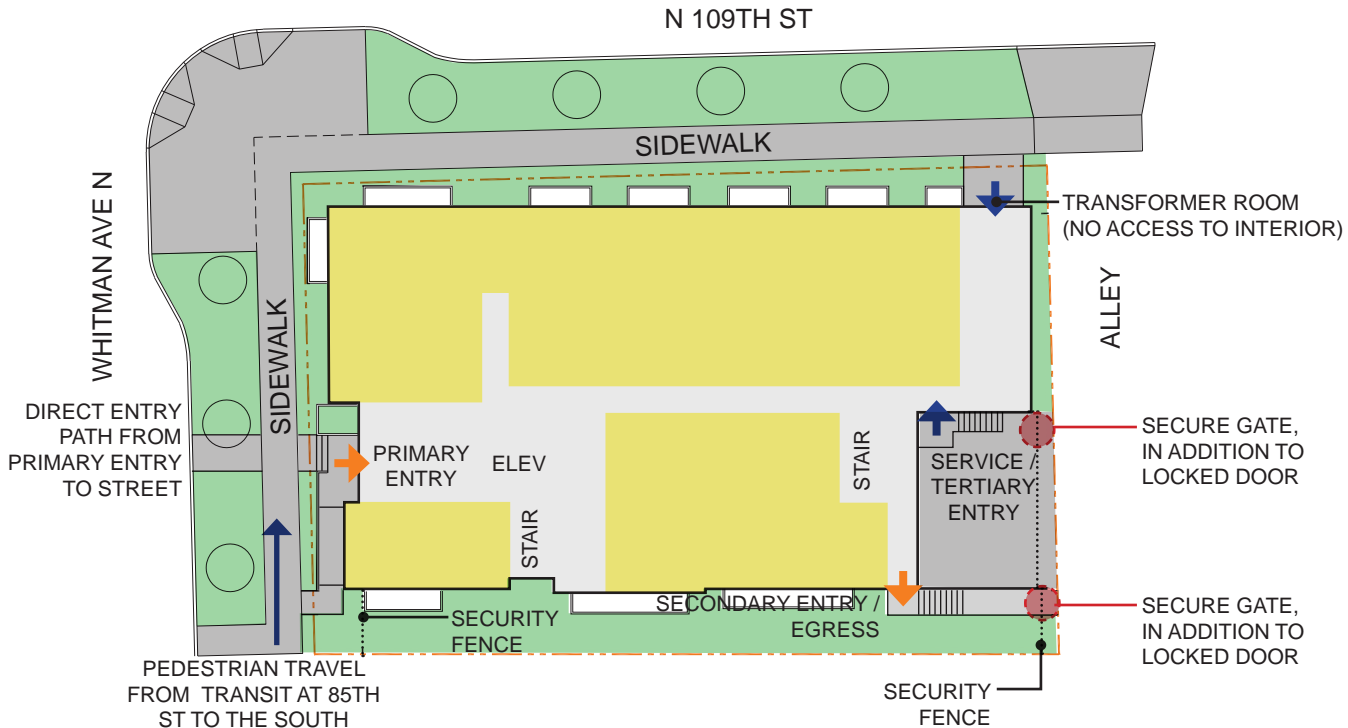 N 109TH ST
SIDEWALK
WHITMAN AVE N
SIDEWALK
TRANSFORMER ROOM
(NO ACCESS TO INTERIOR)
ALLEY
DIRECT ENTRY
PATH FROM
PRIMARY ENTRY
TO STREET
PRIMARY
ENTRY
ELEV
STAIR
STAIR
SERVICE /
TERTIARY
ENTRY
SECURE GATE,
IN ADDITION TO
LOCKED DOOR
SECONDARY ENTRY /
EGRESS
SECURITY
FENCE
SECURE GATE,
IN ADDITION TO
LOCKED DOOR
PEDESTRIAN TRAVEL
FROM TRANSIT AT 85TH
ST TO THE SOUTH
SECURITY
FENCE